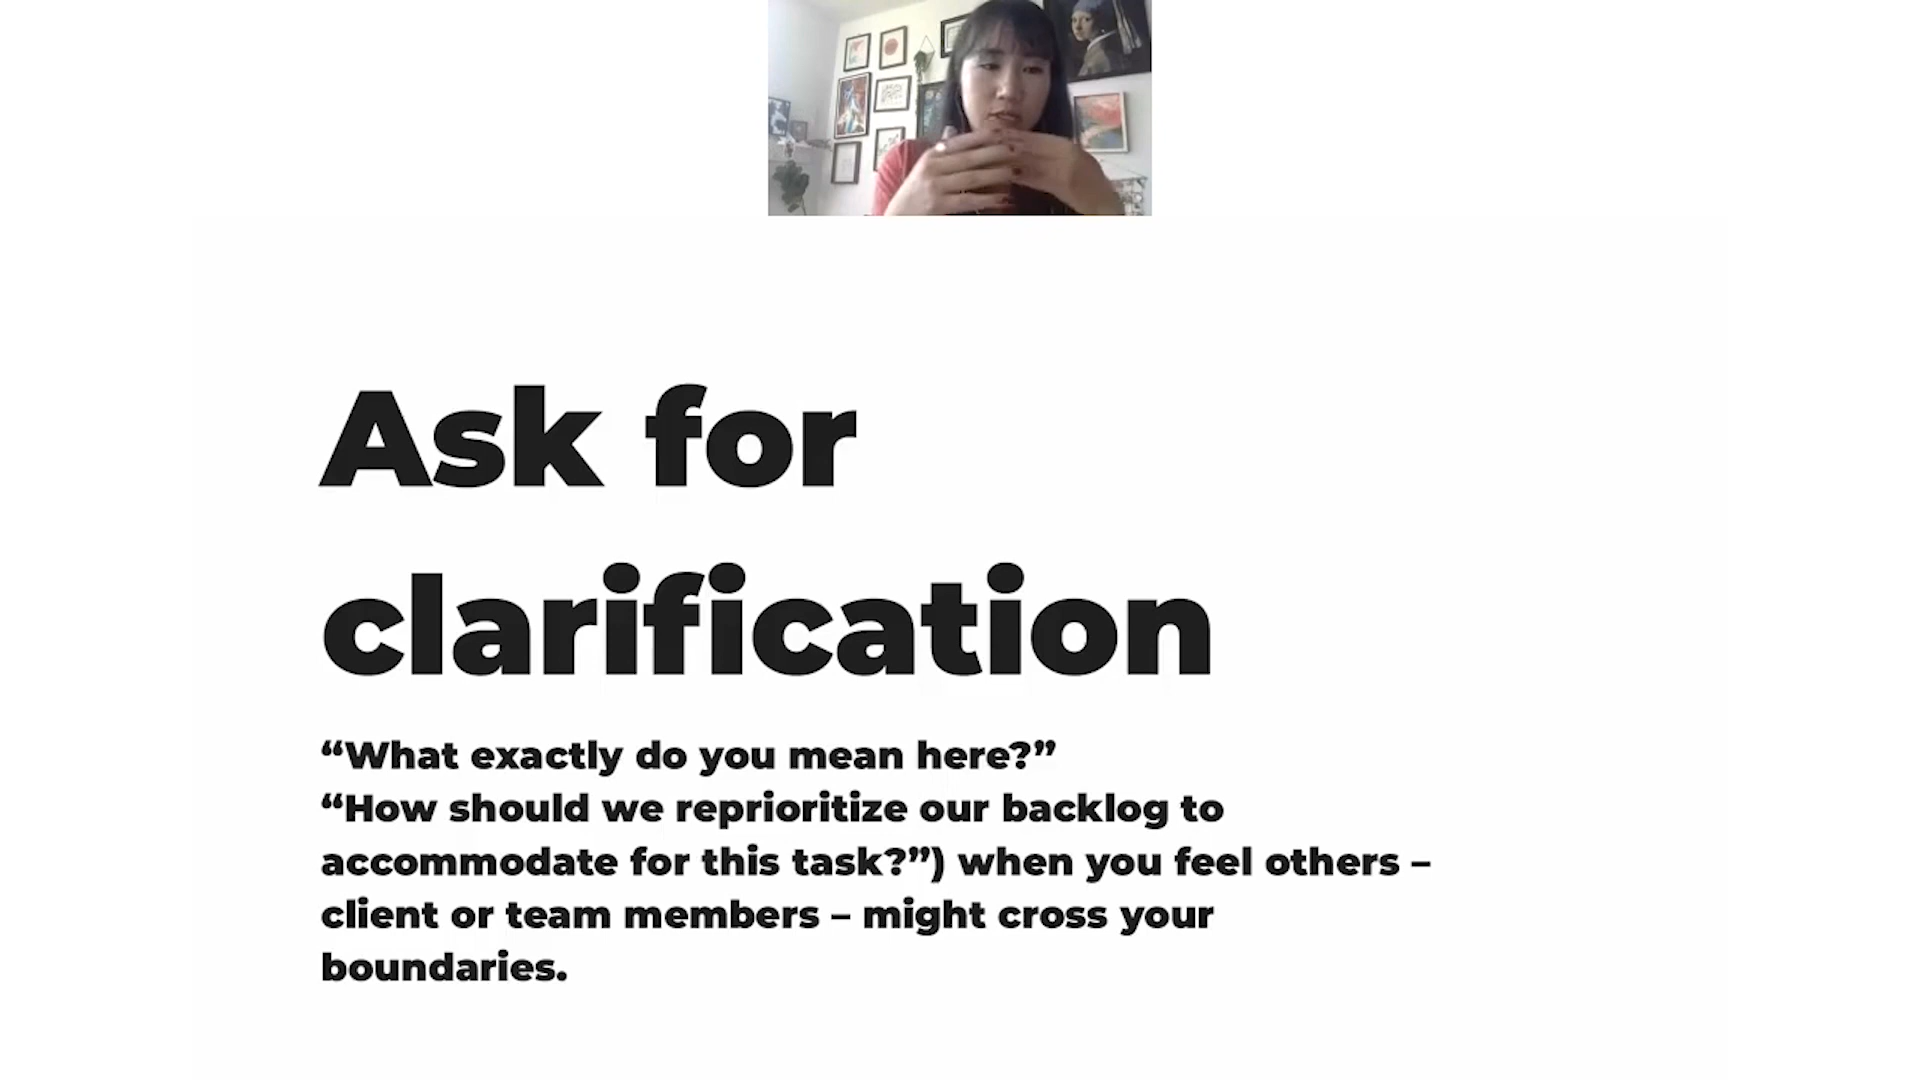 Ask for
clarification
“What exactly do you mean here?”
“How should we reprioritize our backlog to
accommodate for this task?”) when you feel others –
client or team members – might cross your
boundaries.